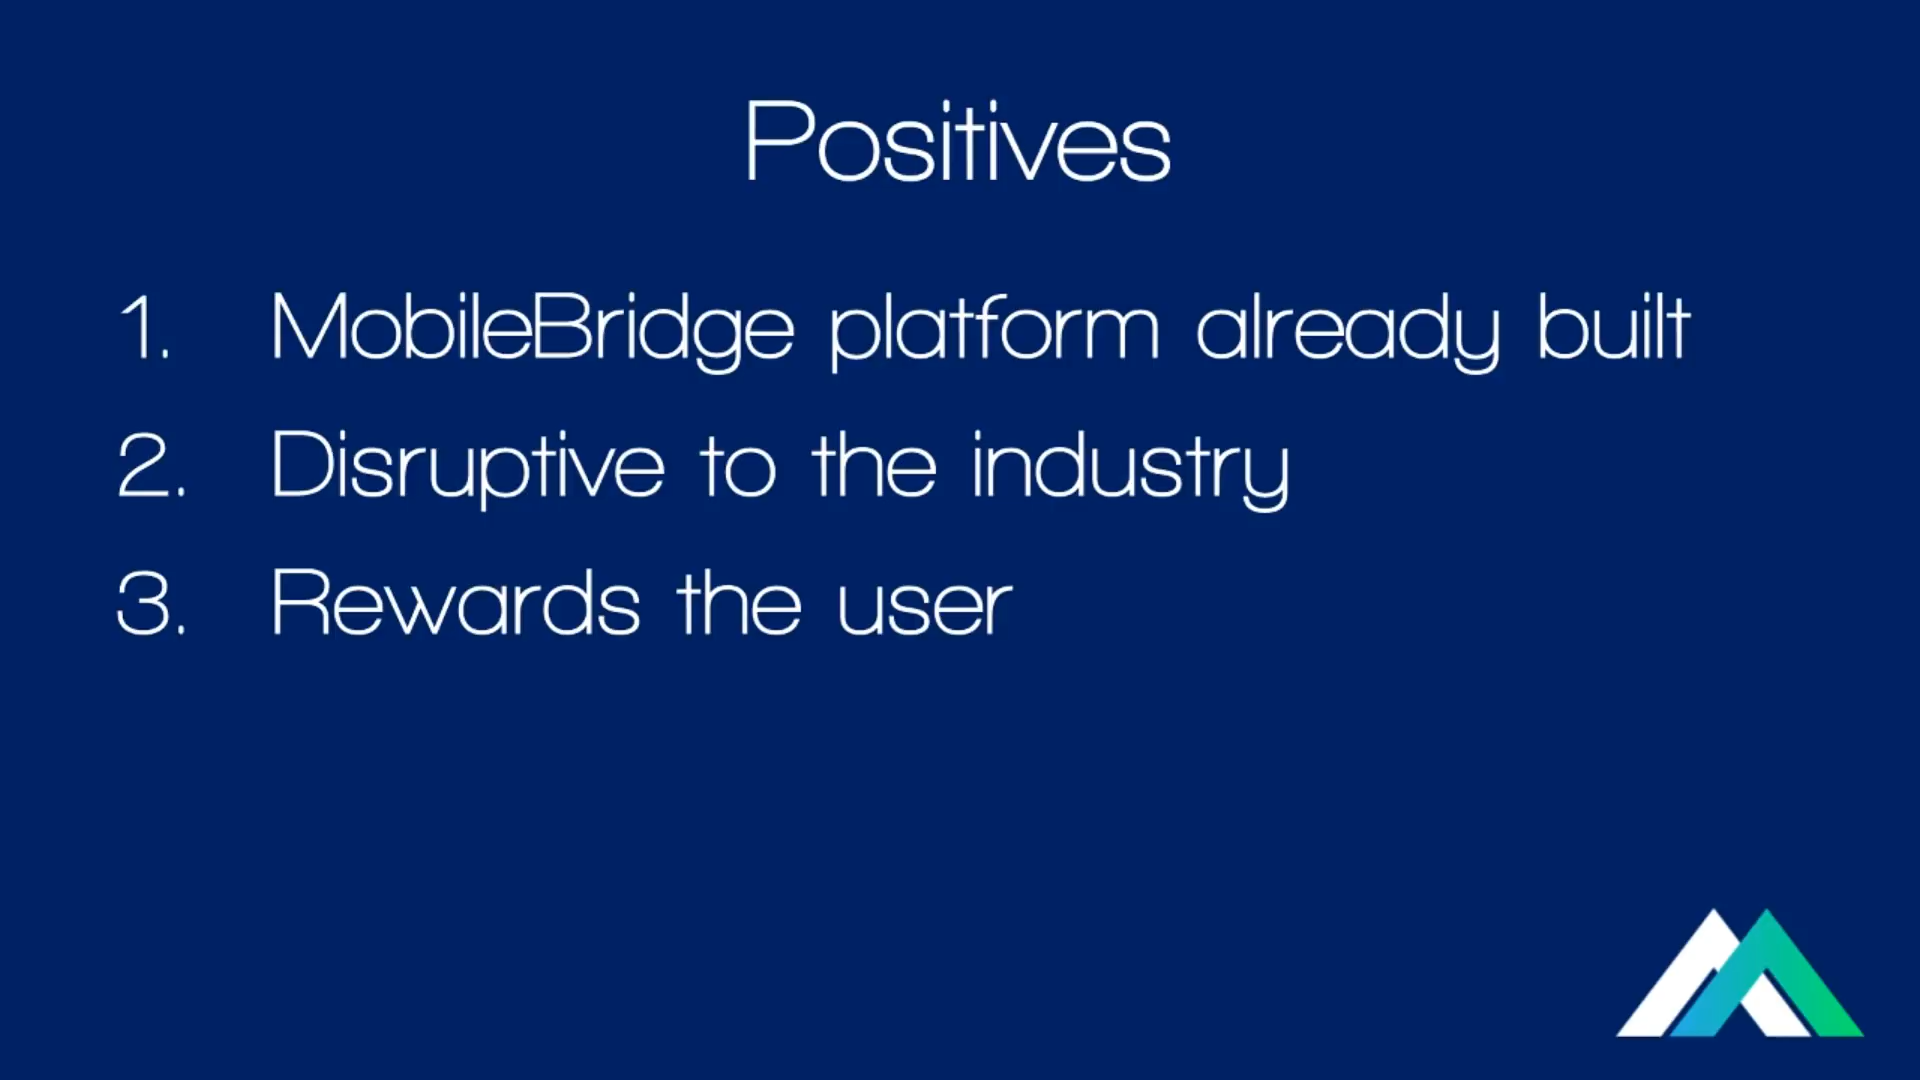 Positives
1. MobileBridge platform already built
2. Disruptive to the industry
3. Rewards the user